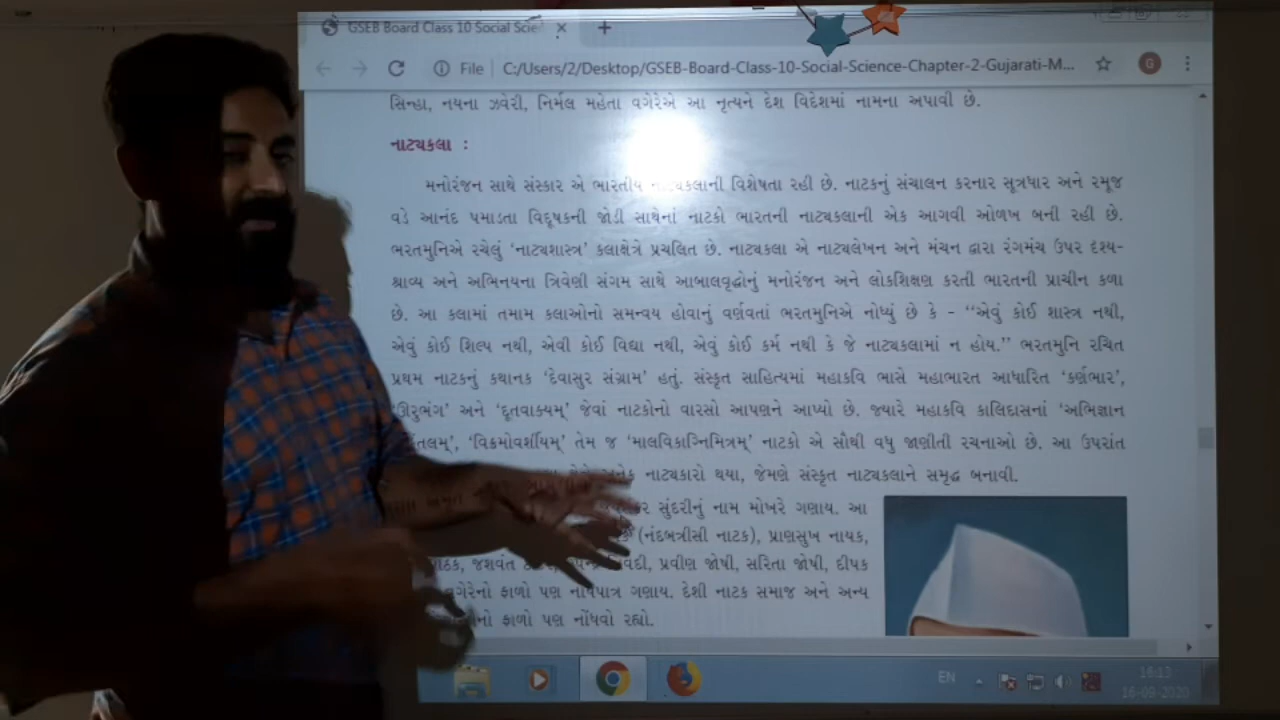 GSEB Board Class 10 Social Scie
File | C:/Users/2/Desktop/GSEB-Board-Class-10-Social-Science-Chapter-2-Gujarati-M...
G
સિન્હા, નયના ઝવેરી, નિર્મલ મહેતા વગેરેએ આ નૃત્યને દેશ વિદેશમાં નામના અપાવી છે.
નાટ્યકલા :
મનોરંજન સાથે સંસ્કાર એ ભારતીય નાટ્યકલાની વિશેષતા રહી છે. નાટકનું સંચાલન કરનાર સૂત્રધાર અને રમૂજ
વડે આનંદ પમાડતા વિદૂષકની જોડી સાથેનાં નાટકો ભારતની નાટ્યકલાની એક આગવી ઓળખ બની રહી છે.
ભરતમુનિએ રચેલું ‘નાટ્યશાસ્ત્ર’ કલાક્ષેત્રે પ્રચલિત છે. નાટ્યકલા એ નાટ્યલેખન અને મંચન દ્વારા રંગમંચ ઉપર દૃશ્ય-
શ્રાવ્ય અને અભિનયના ત્રિવેણી સંગમ સાથે આબાલવૃદ્ધોનું મનોરંજન અને લોકશિક્ષણ કરતી ભારતની પ્રાચીન કળા
છે. આ કલામાં તમામ કલાઓનો સમન્વય હોવાનું વર્ણવતાં ભરતમુનિએ નોધ્યું છે કે - “એવું કોઈ શાસ્ત્ર નથી,
એવું કોઈ શિલ્પ નથી, એવી કોઈ વિદ્યા નથી, એવું કોઈ કર્મ નથી કે જે નાટ્યકલામાં ન હોય.” ભરતમુનિ રચિત
પ્રથમ નાટકનું કથાનક ‘દેવાસુર સંગ્રામ’ હતું. સંસ્કૃત સાહિત્યમાં મહાકવિ ભાસે મહાભારત આધારિત ‘કર્ણભાર’,
‘ઊરુભંગ’ અને ‘દૂતવાક્યમ્’ જેવાં નાટકોનો વારસો આપણને આપ્યો છે. જ્યારે મહાકવિ કાલિદાસનાં ‘અભિજ્ઞાન
‘વિક્રમોવર્શીયમ્’ તેમ જ ‘માલવિકાગ્નિમિત્રમ્’ નાટકો એ સૌથી વધુ જાણીતી રચનાઓ છે. આ ઉપરાંત
નાટ્યકારો થયા, જેમણે સંસ્કૃત નાટ્યકલાને સમૃદ્ધ બનાવી.
સુંદરીનું નામ મોખરે ગણાય. આ
(નંદબત્રીસી નાટક), પ્રાણસુખ નાયક,
જશવંત પ્રવીણ જોષી, સરિતા જોષી, દીપક
વગેરેનો ફાળો પણ નોંધપાત્ર ગણાય. દેશી નાટક સમાજ અને અન્ય
ફાળો પણ નોંધવો રહ્યો.
EN
16:13
16-09-2020